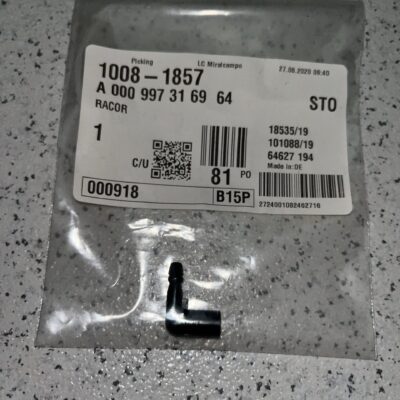 Picking LC Miralcampo 27.08.2020 06:40
1008-1857
A 000 997 31 69 64 STO
RACOR
1 18535/19
101088/19
64627 194
C/U 81 PO Made in: DE
000918 B15P
2724001082462716